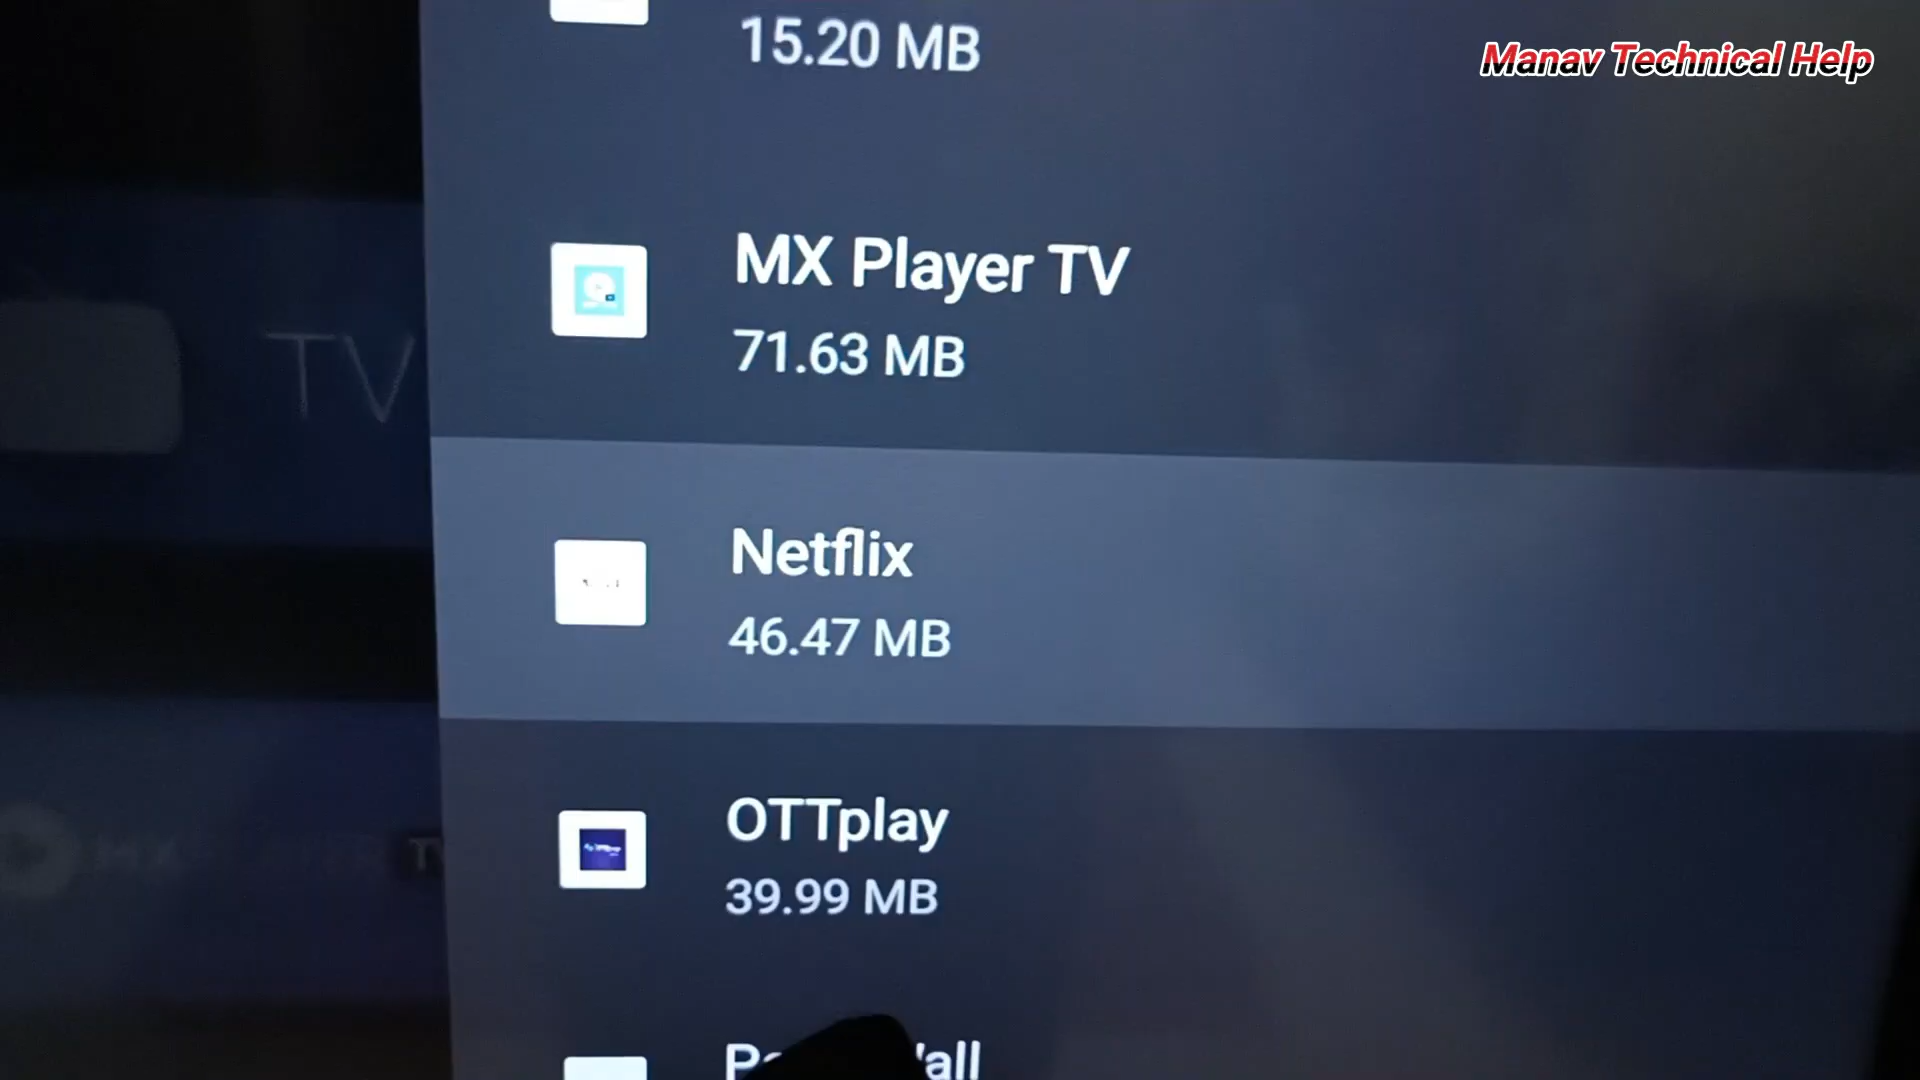 15.20 MB
Manav Technical Help
MX Player TV
71.63 MB
TV
Netflix
46.47 MB
OTTplay
39.99 MB